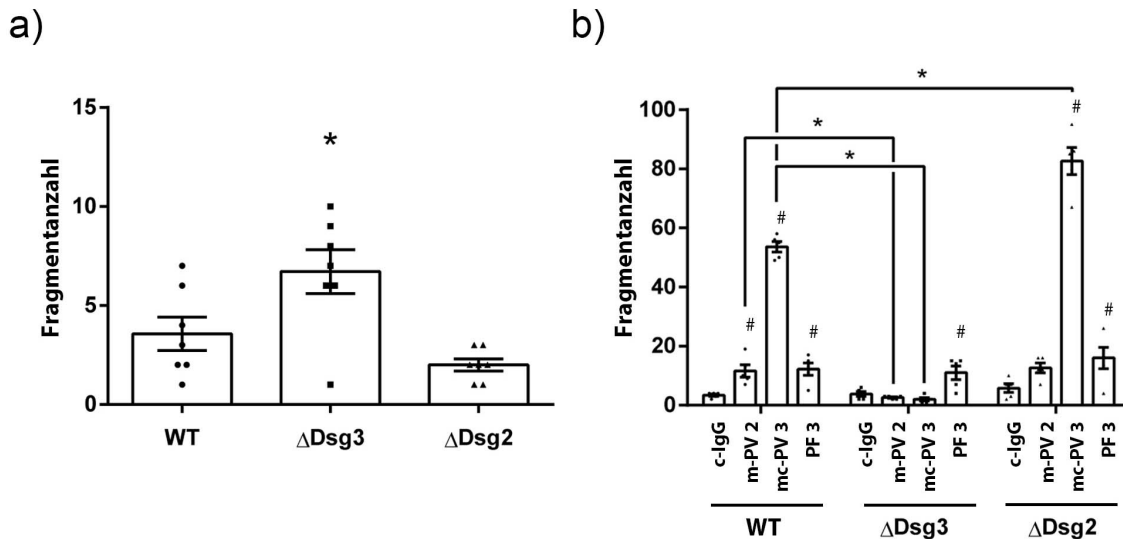 a)
Fragmentanzahl
15
10
5
0
*
WT
ΔDsg3
ΔDsg2
b)
Fragmentanzahl
100
80
60
40
20
0
*
*
*
#
#
#
#
#
#
c-IgG
m-PV 2
mc-PV 3
PF 3
c-IgG
m-PV 2
mc-PV 3
PF 3
c-IgG
m-PV 2
mc-PV 3
PF 3
WT
ΔDsg3
ΔDsg2